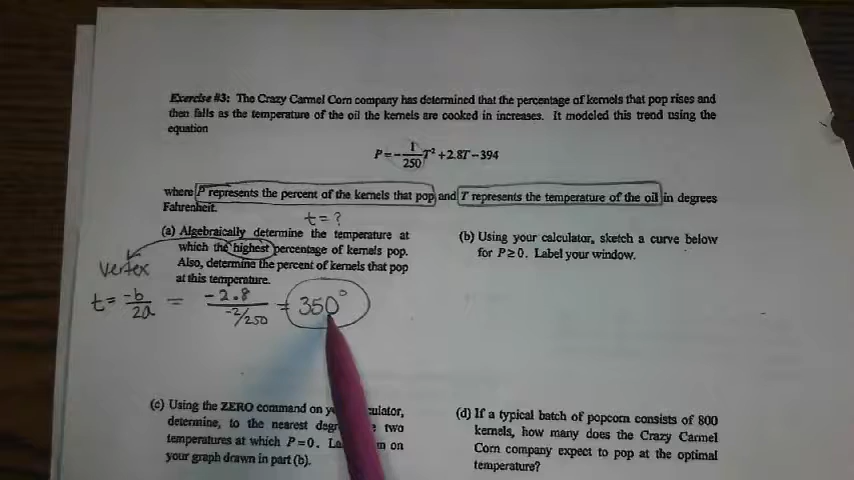 Exercise #3: The Crazy Carmel Corn company has determined that the percentage of kernels that pop rises and
then falls as the temperature of the oil the kernels are cooked in increases. It modeled this trend using the
equation
P=-1/250 T²+2.8T-394
where P represents the percent of the kernels that pop and T represents the temperature of the oil in degrees
Fahrenheit.
t=?
(a) Algebraically determine the temperature at
which the highest percentage of kernels pop.
Also, determine the percent of kernels that pop
at this temperature.
vertex
t = -b/2a = -2.8/-2/250 = 350°
(b) Using your calculator, sketch a curve below
for P≥0. Label your window.
(c) Using the ZERO command on
determine, to the nearest two
temperatures at which P=0. on
your graph drawn in part (b).
(d) If a typical batch of popcorn consists of 800
kernels, how many does the Crazy Carmel
Corn company expect to pop at the optimal
temperature?